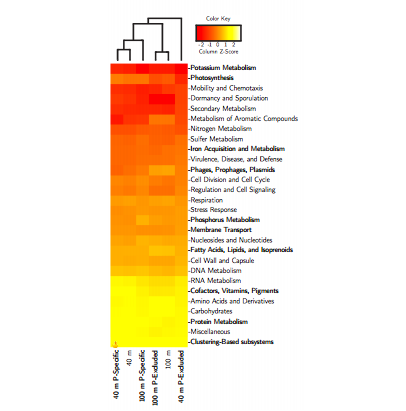 Color Key
-2 -1 0 1 2
Column Z-Score
-Potassium Metabolism
-Photosynthesis
-Mobility and Chemotaxis
-Dormancy and Sporulation
-Secondary Metabolism
-Metabolism of Aromatic Compounds
-Nitrogen Metabolism
-Sulfer Metabolism
-Iron Acquisition and Metabolism
-Virulence, Disease, and Defense
-Phages, Prophages, Plasmids
-Cell Division and Cell Cycle
-Regulation and Cell Signaling
-Respiration
-Stress Response
-Phosphorus Metabolism
-Membrane Transport
-Nucleosides and Nucleotides
-Fatty Acids, Lipids, and Isoprenoids
-Cell Wall and Capsule
-DNA Metabolism
-RNA Metabolism
-Cofactors, Vitamins, Pigments
-Amino Acids and Derivatives
-Carbohydrates
-Protein Metabolism
-Miscellaneous
-Clustering-Based subsystems
40 m P-Specific
40 m
100 m P-Specific
100 m P-Excluded
100 m
40 m P-Excluded